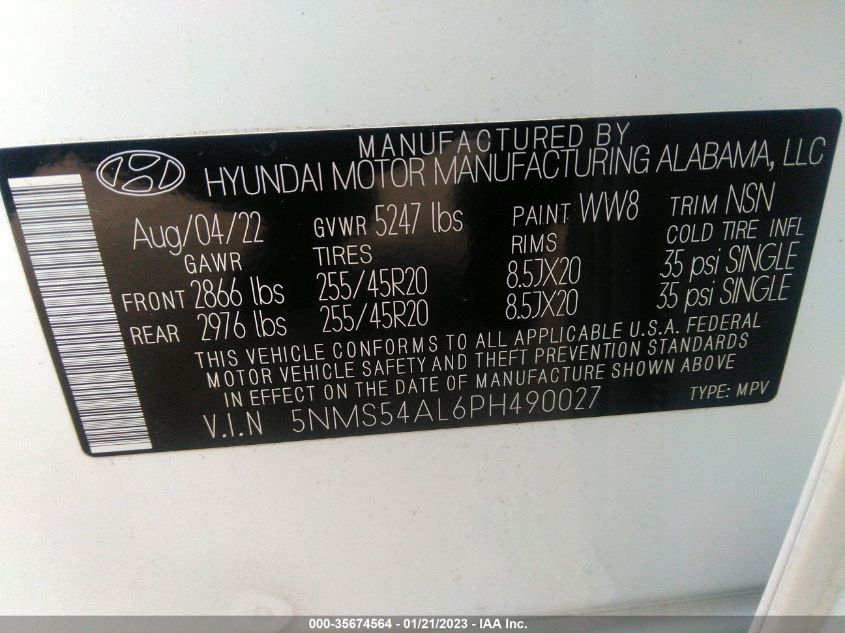 MANUFACTURED BY
HYUNDAI MOTOR MANUFACTURING ALABAMA, LLC
Aug/04/22 GVWR 5247 lbs PAINT WW8 TRIM NSN
GAWR TIRES RIMS COLD TIRE INFL
FRONT 2866 lbs 255/45R20 8.5JX20 35 psi SINGLE
REAR 2976 lbs 255/45R20 8.5JX20 35 psi SINGLE
THIS VEHICLE CONFORMS TO ALL APPLICABLE U.S.A. FEDERAL
MOTOR VEHICLE SAFETY AND THEFT PREVENTION STANDARDS
IN EFFECT ON THE DATE OF MANUFACTURE SHOWN ABOVE
V.I.N 5NMS54AL6PH490027 TYPE: MPV
000-35674564 - 01/21/2023 - IAA Inc.